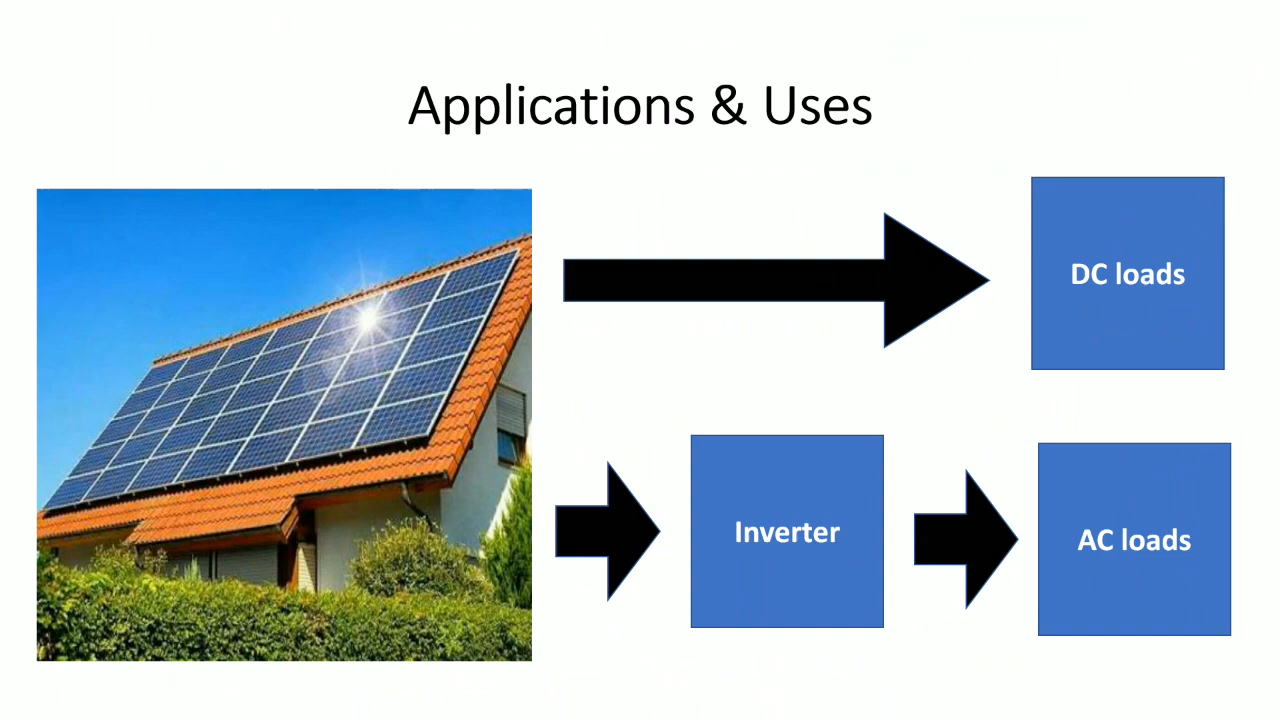 Applications & Uses
DC loads
Inverter
AC loads